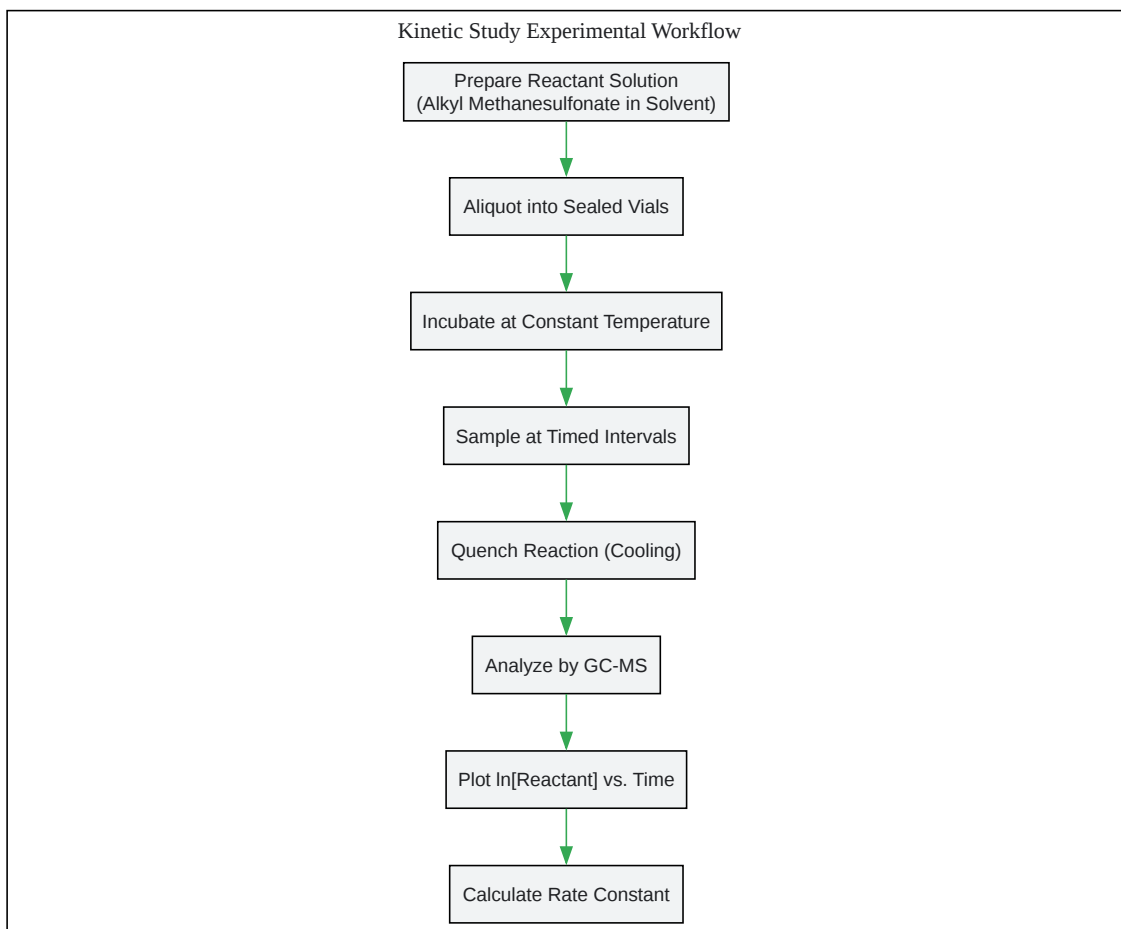 Kinetic Study Experimental Workflow
Prepare Reactant Solution
(Alkyl Methanesulfonate in Solvent)
Aliquot into Sealed Vials
Incubate at Constant Temperature
Sample at Timed Intervals
Quench Reaction (Cooling)
Analyze by GC-MS
Plot ln[Reactant] vs. Time
Calculate Rate Constant